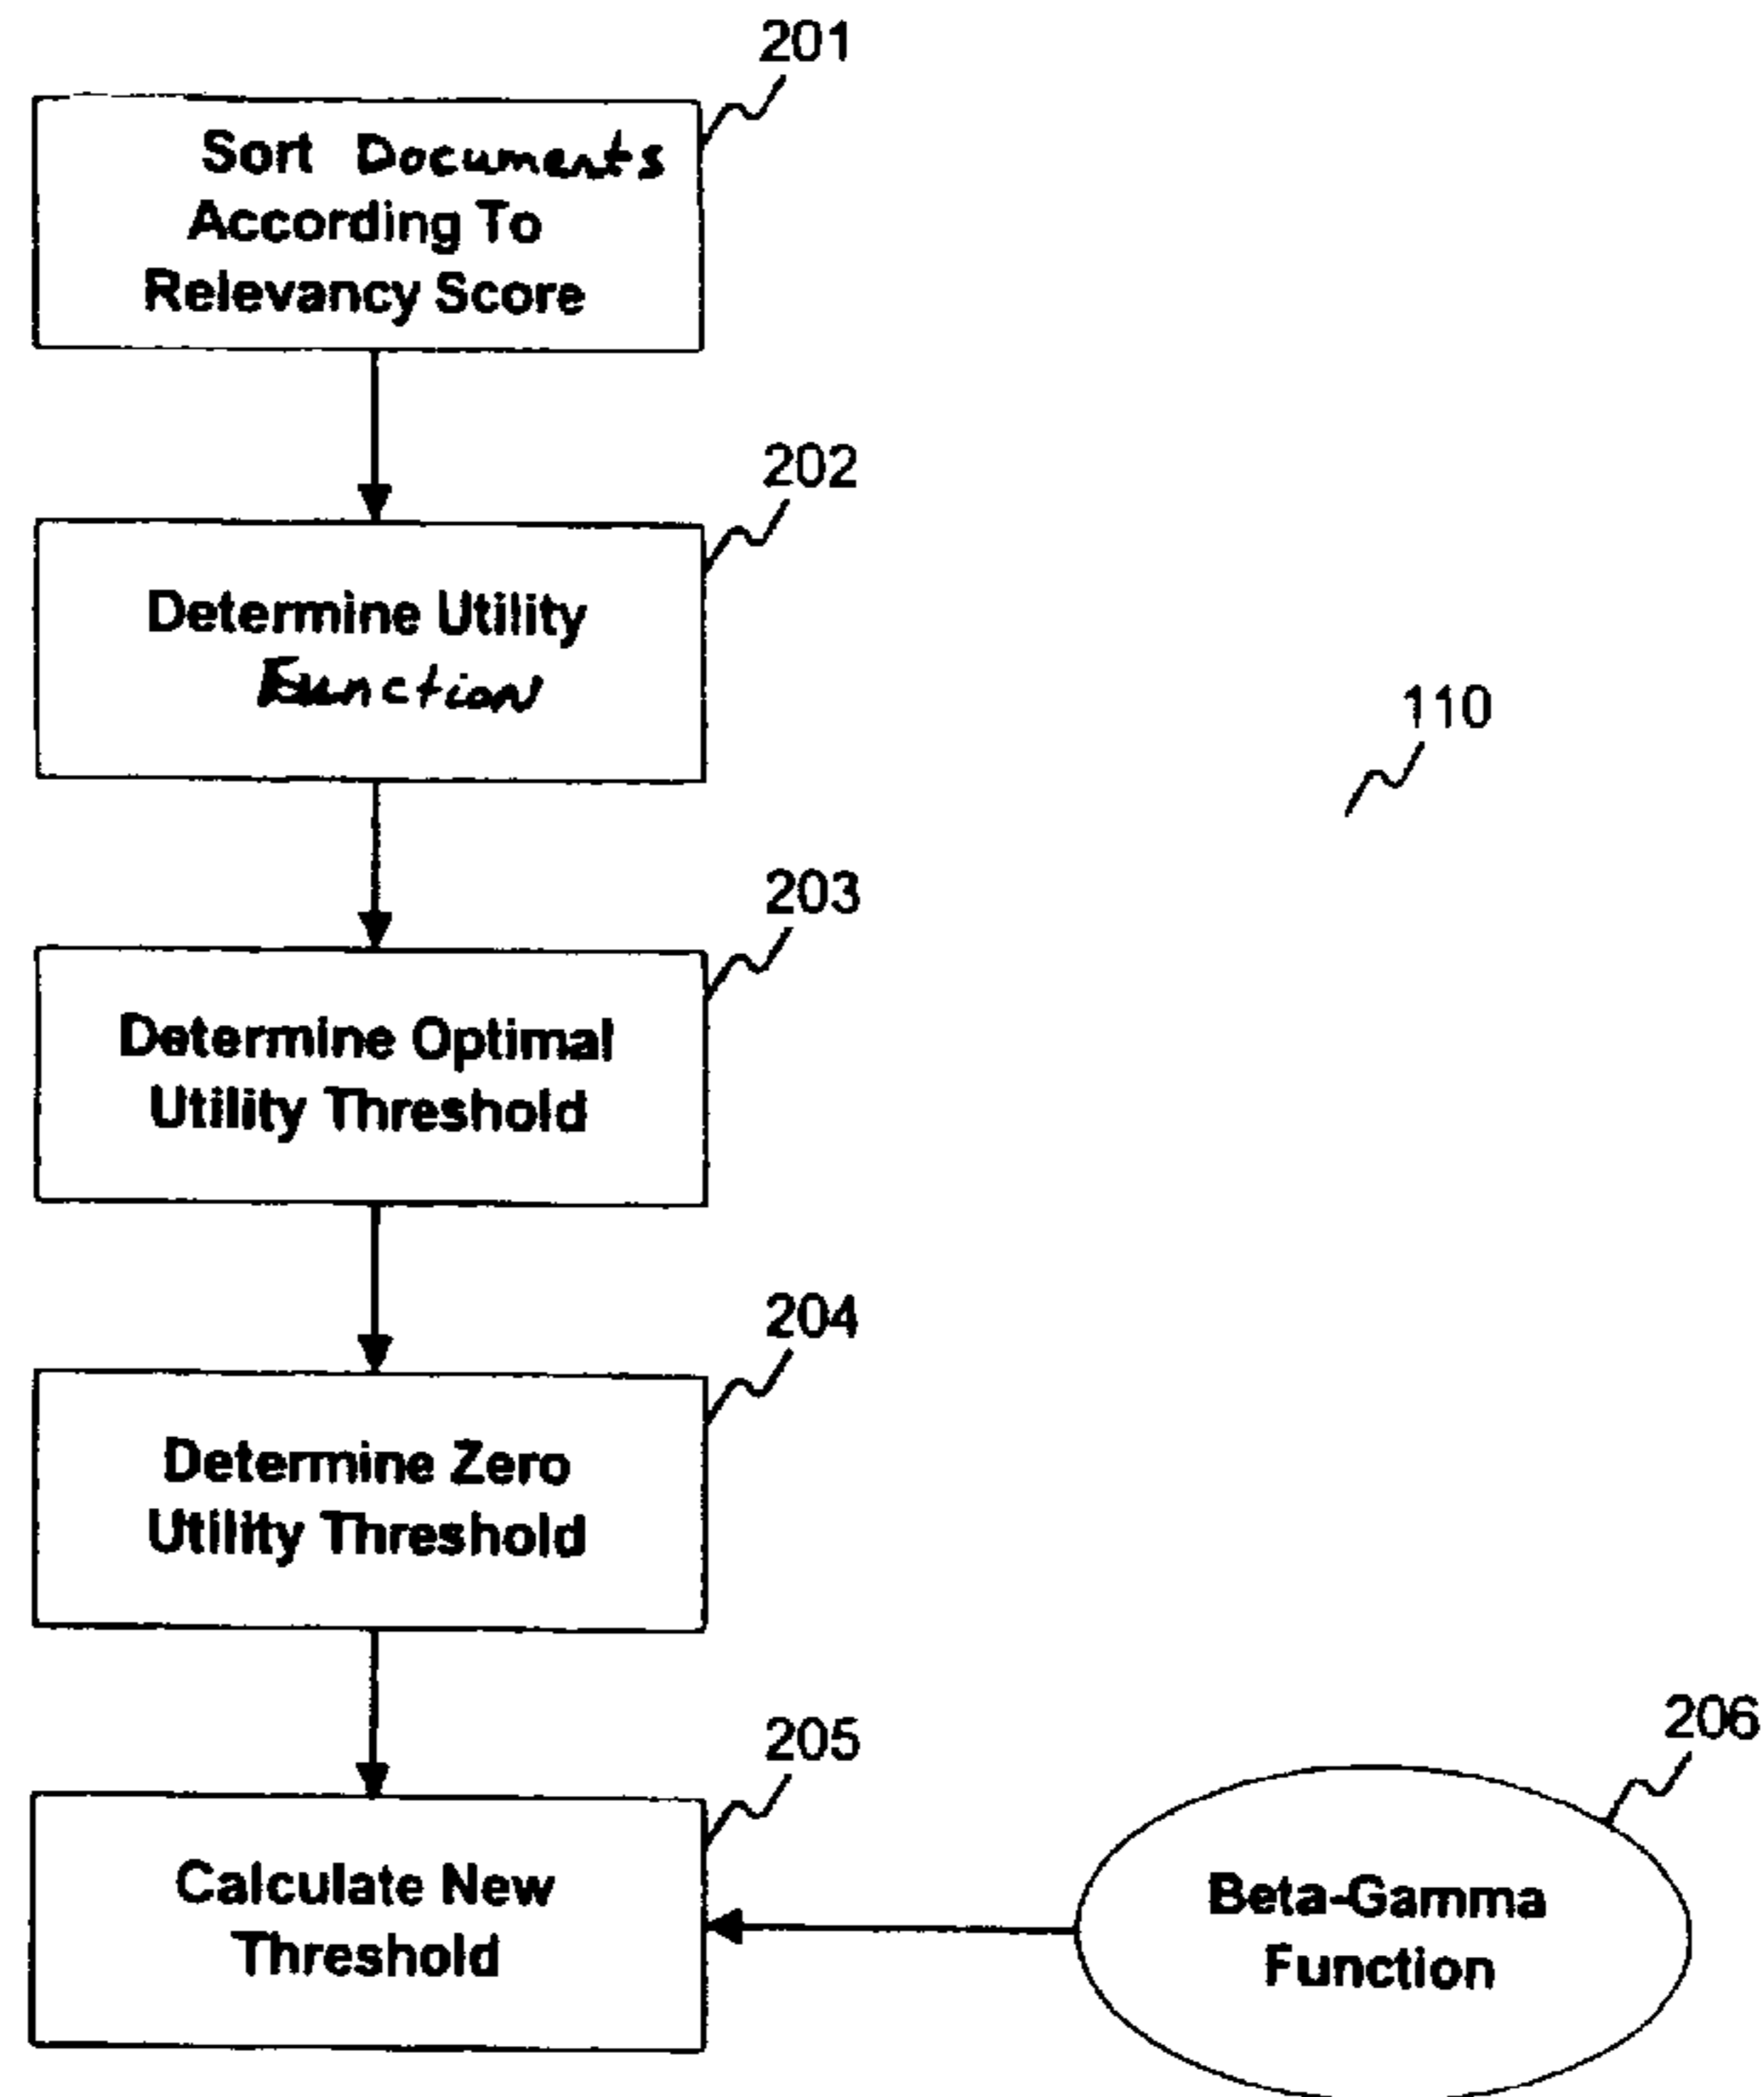 201
Sort Documents
According To
Relevancy Score
202
Determine Utility
Function
110
203
Determine Optimal
Utility Threshold
204
Determine Zero
Utility Threshold
205
Calculate New
Threshold
206
Beta-Gamma
Function